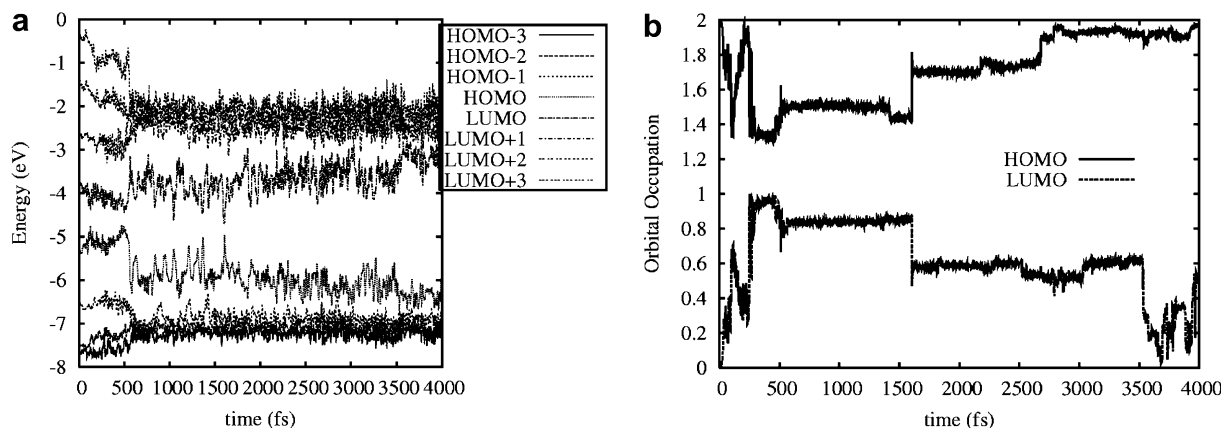 a
0
-1
-2
-3
-4
-5
-6
-7
-8
Energy (eV)
0 500 1000 1500 2000 2500 3000 3500 4000
time (fs)
HOMO-3
HOMO-2
HOMO-1
HOMO
LUMO
LUMO+1
LUMO+2
LUMO+3
b
2
1.8
1.6
1.4
1.2
1
0.8
0.6
0.4
0.2
0
Orbital Occupation
HOMO
LUMO
0 500 1000 1500 2000 2500 3000 3500 4000
time (fs)